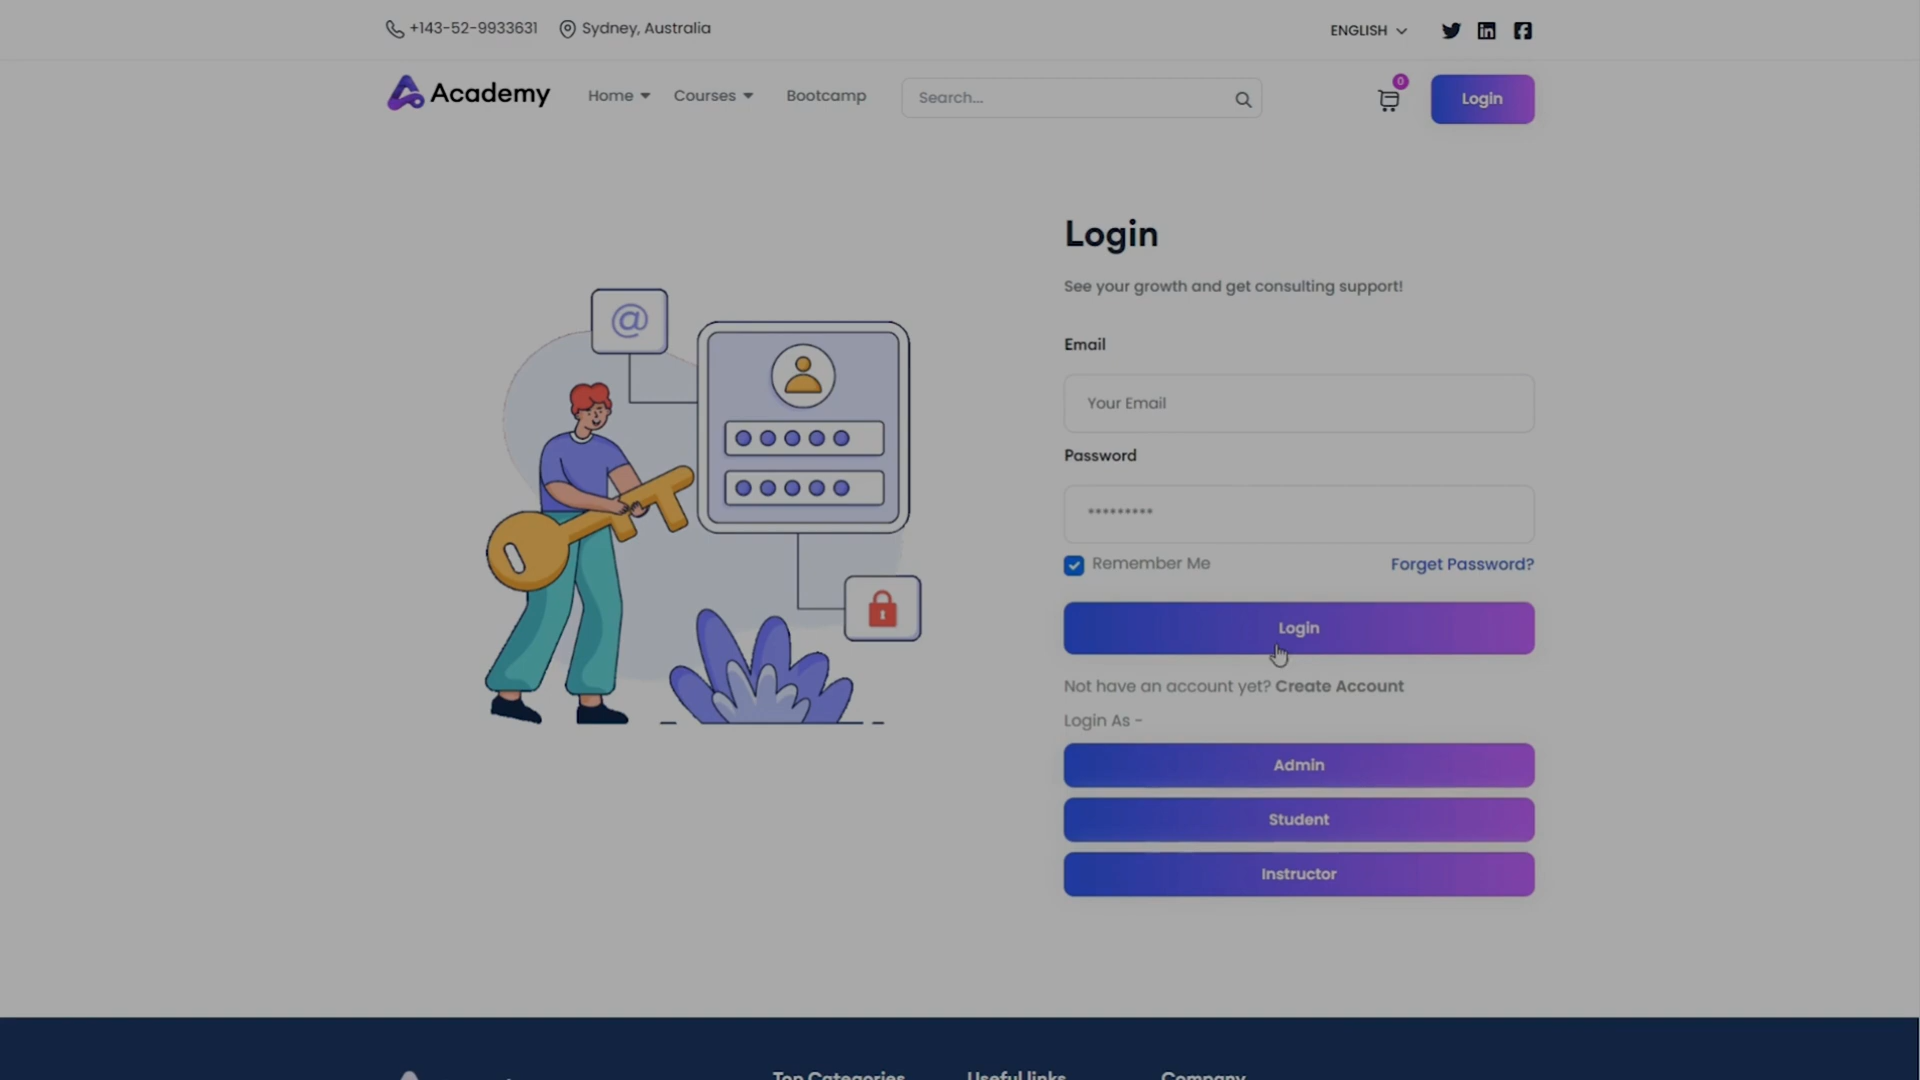 +143-52-9933631 Sydney, Australia ENGLISH
Academy Home Courses Bootcamp Search... 0 Login
Login
See your growth and get consulting support!
@
Email
Your Email
Password
*********
Remember Me Forget Password?
Login
Not have an account yet? Create Account
Login As -
Admin
Student
Instructor
Top Categories Useful links Company